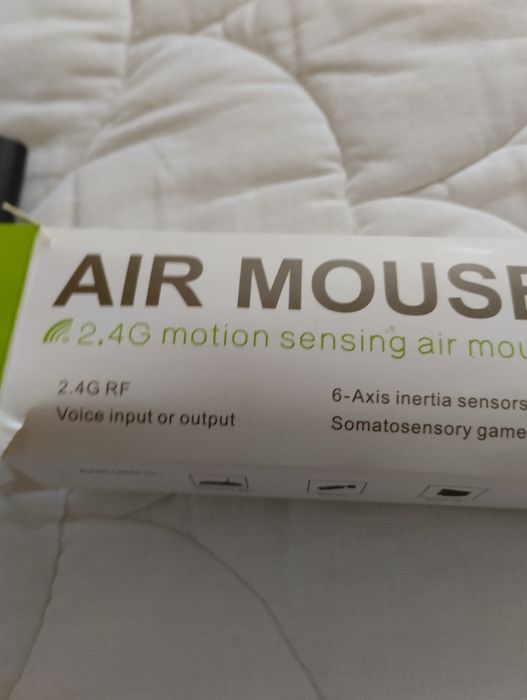 AIR MOUSE
2.4G motion sensing air mou
2.4G RF
6-Axis inertia sensors
Voice input or output
Somatosensory game